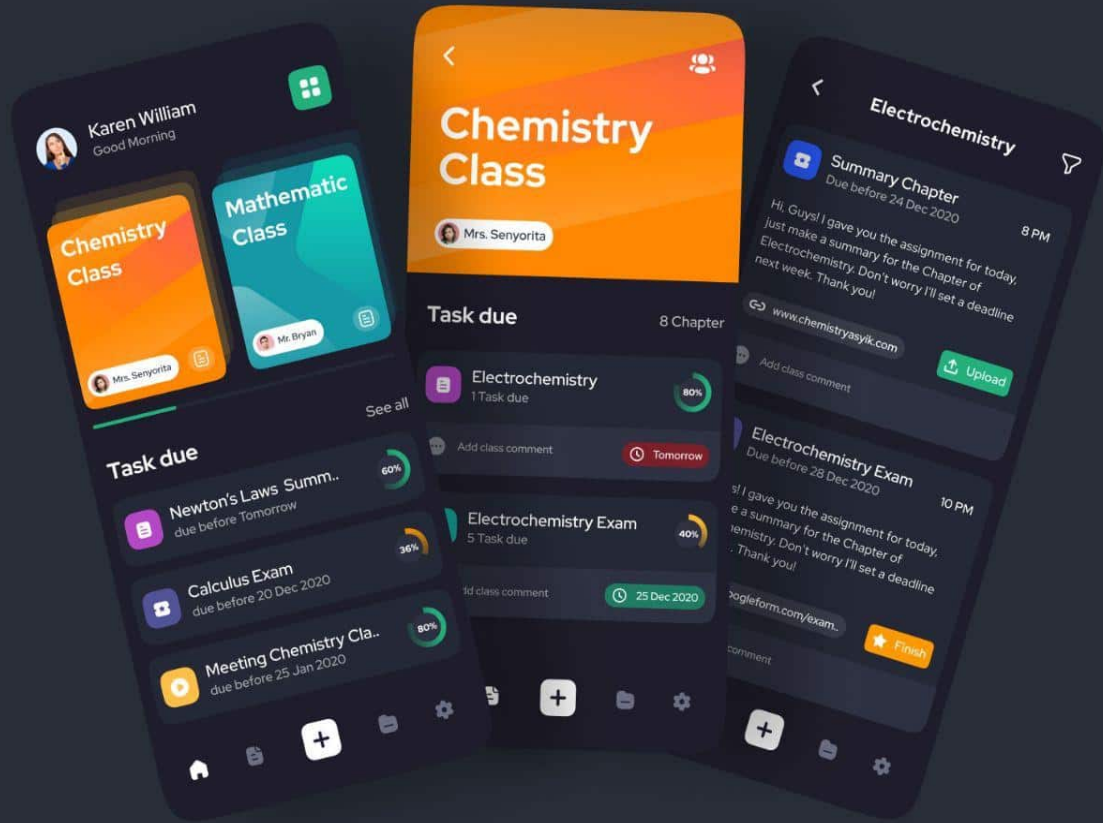 Karen William
Good Morning
Chemistry
Class
Mrs. Senyorita
Mathematic
Class
Mr. Bryan
See all
Task due
Newton's Laws Summ..
due before Tomorrow
60%
Calculus Exam
due before 20 Dec 2020
36%
Meeting Chemistry Cla..
due before 25 Jan 2020
80%
Chemistry
Class
Mrs. Senyorita
Task due
8 Chapter
Electrochemistry
1 Task due
80%
Add class comment
Tomorrow
Electrochemistry Exam
5 Task due
40%
class comment
25 Dec 2020
Electrochemistry
Summary Chapter
Due before 24 Dec 2020
8 PM
Hi, Guys! I gave you the assignment for today,
just make a summary for the Chapter of
Electrochemistry. Don't worry I'll set a deadline
next week. Thank you!
www.chemistryasyik.com
Upload
Add class comment
Electrochemistry Exam
Due before 28 Dec 2020
10 PM
s! I gave you the assignment for today,
e a summary for the Chapter of
emistry. Don't worry I'll set a deadline
. Thank you!
oogleform.com/exam..
Finish
comment